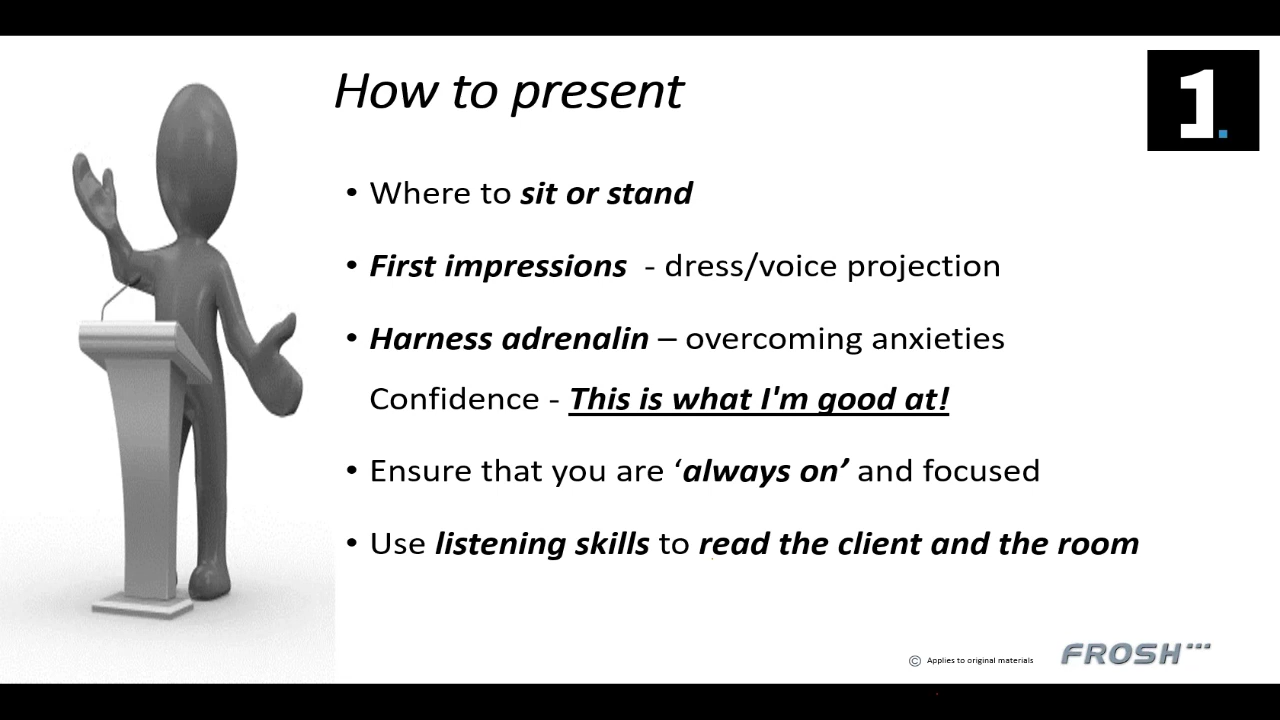 How to present
1.
• Where to sit or stand
• First impressions - dress/voice projection
• Harness adrenalin – overcoming anxieties
Confidence - This is what I'm good at!
• Ensure that you are ‘always on’ and focused
• Use listening skills to read the client and the room
© Applies to original materials
FROSH